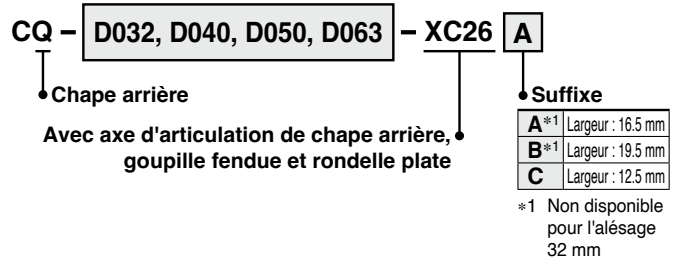 CQ – D032, D040, D050, D063 – XC26 A
Chape arrière
Avec axe d'articulation de chape arrière,
goupille fendue et rondelle plate
Suffixe
A*1 Largeur : 16.5 mm
B*1 Largeur : 19.5 mm
C Largeur : 12.5 mm
*1 Non disponible
pour l'alésage
32 mm